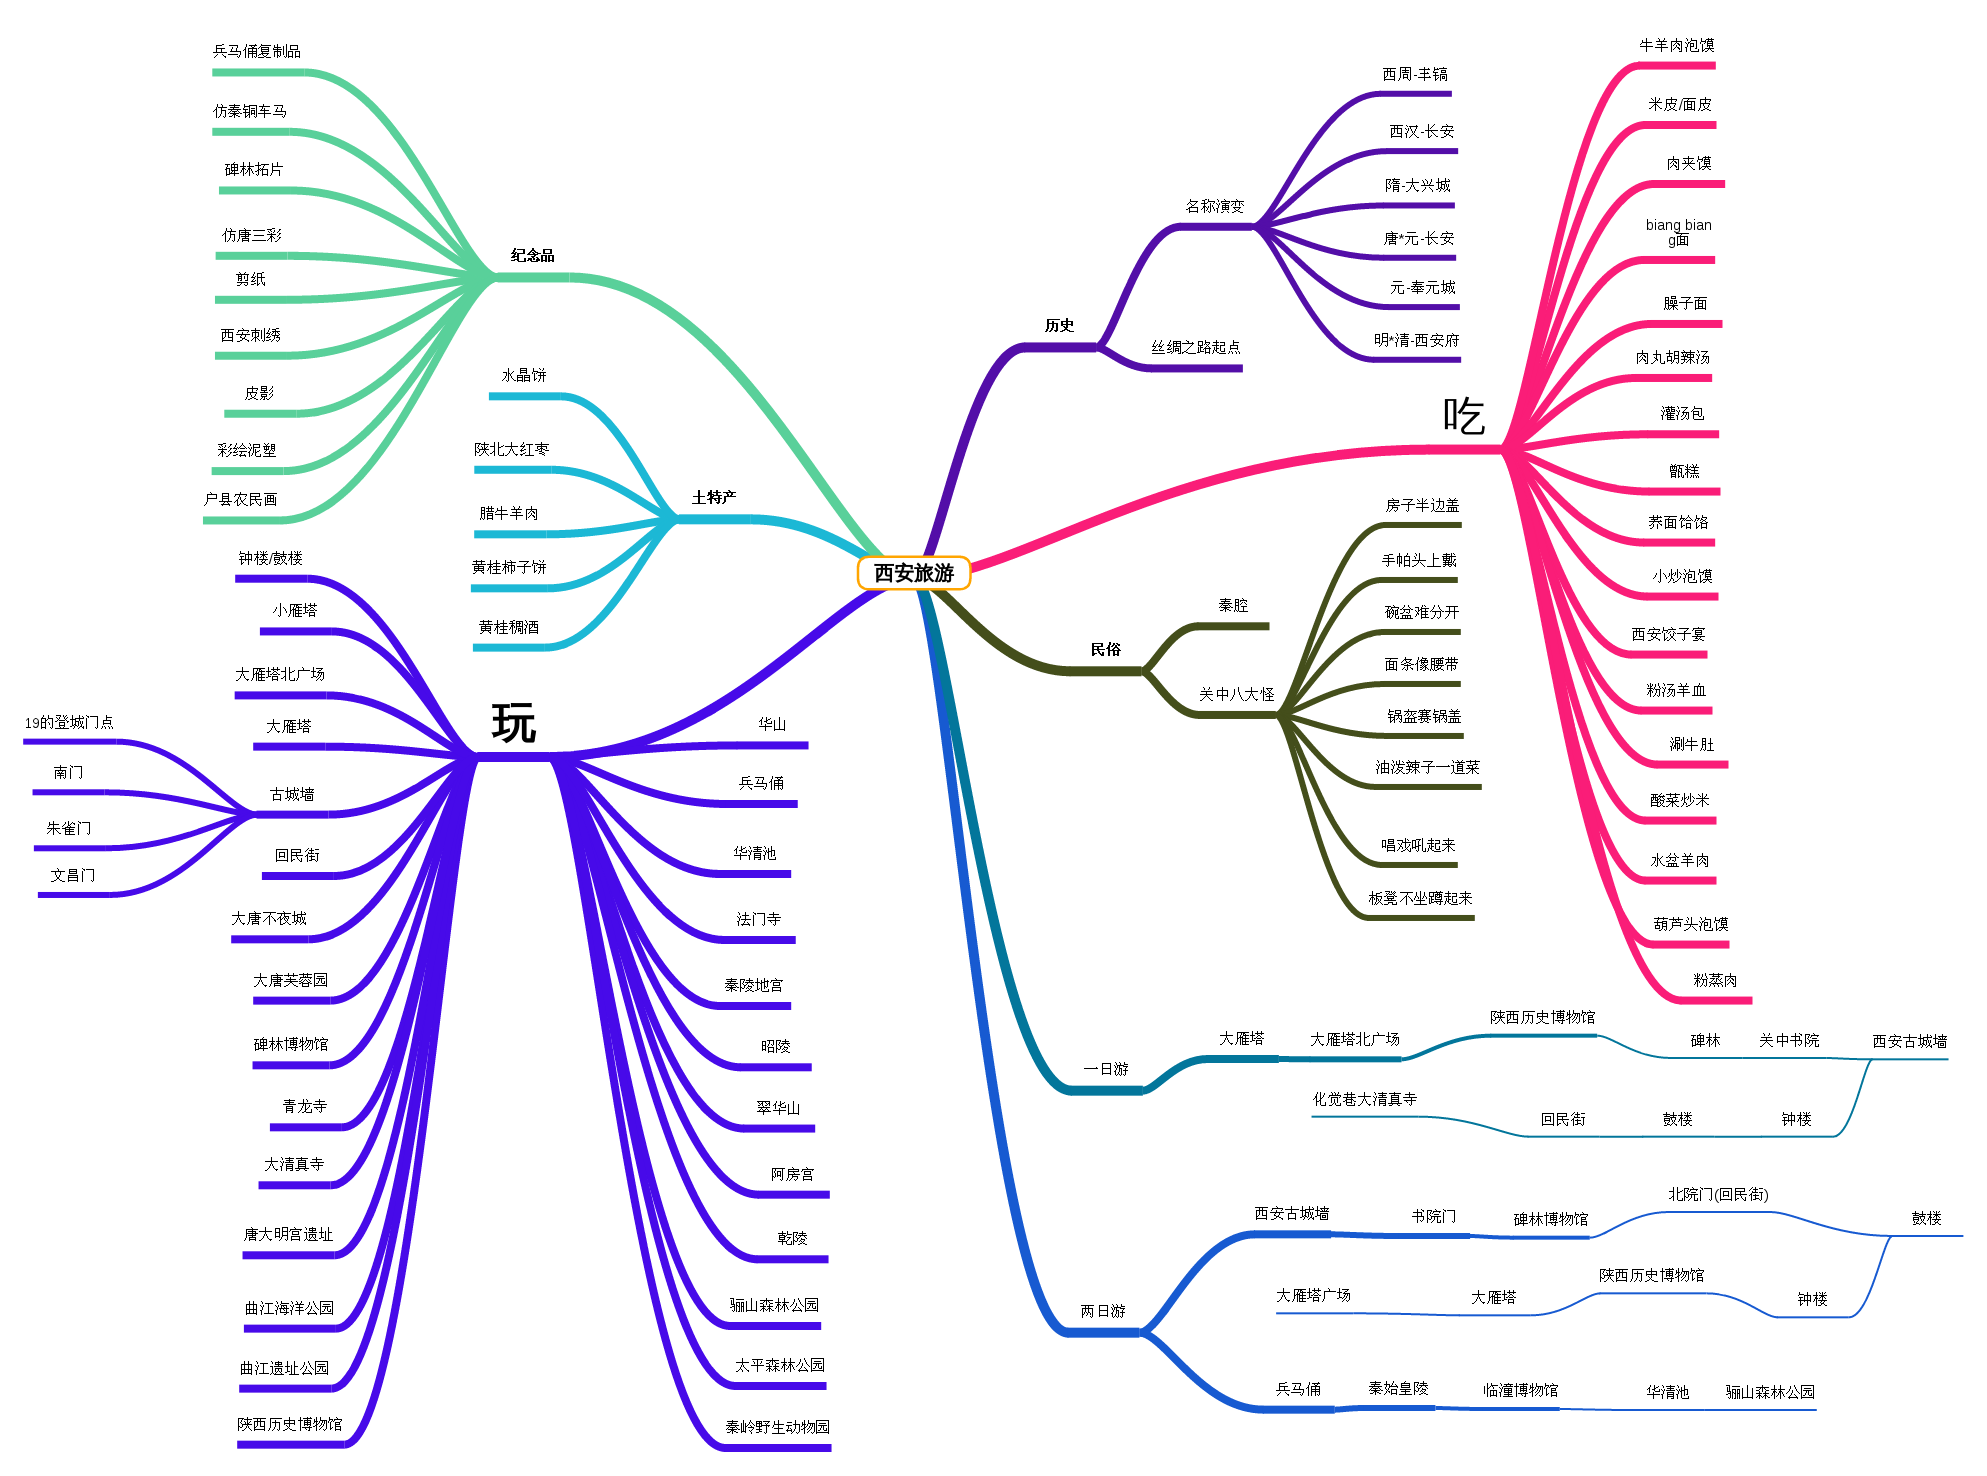 西安旅游
纪念品
兵马俑复制品
仿秦铜车马
碑林拓片
仿唐三彩
剪纸
西安刺绣
皮影
彩绘泥塑
户县农民画
土特产
水晶饼
陕北大红枣
腊牛羊肉
黄桂柿子饼
黄桂稠酒
玩
钟楼/鼓楼
小雁塔
大雁塔北广场
大雁塔
古城墙
19的登城门点
南门
朱雀门
文昌门
回民街
大唐不夜城
大唐芙蓉园
碑林博物馆
青龙寺
大清真寺
唐大明宫遗址
曲江海洋公园
曲江遗址公园
陕西历史博物馆
华山
兵马俑
华清池
法门寺
秦陵地宫
昭陵
翠华山
阿房宫
乾陵
骊山森林公园
太平森林公园
秦岭野生动物园
历史
名称演变
西周-丰镐
西汉-长安
隋-大兴城
唐*元-长安
元-奉元城
明*清-西安府
丝绸之路起点
吃
牛羊肉泡馍
米皮/面皮
肉夹馍
biang bian
g面
臊子面
肉丸胡辣汤
灌汤包
甑糕
荞面饸饹
小炒泡馍
西安饺子宴
粉汤羊血
涮牛肚
酸菜炒米
水盆羊肉
葫芦头泡馍
粉蒸肉
民俗
秦腔
关中八大怪
房子半边盖
手帕头上戴
碗盆难分开
面条像腰带
锅盔赛锅盖
油泼辣子一道菜
唱戏吼起来
板凳不坐蹲起来
一日游
大雁塔
大雁塔北广场
陕西历史博物馆
碑林
关中书院
西安古城墙
钟楼
鼓楼
回民街
化觉巷大清真寺
两日游
西安古城墙
书院门
碑林博物馆
北院门(回民街)
鼓楼
钟楼
陕西历史博物馆
大雁塔
大雁塔广场
兵马俑
秦始皇陵
临潼博物馆
华清池
骊山森林公园